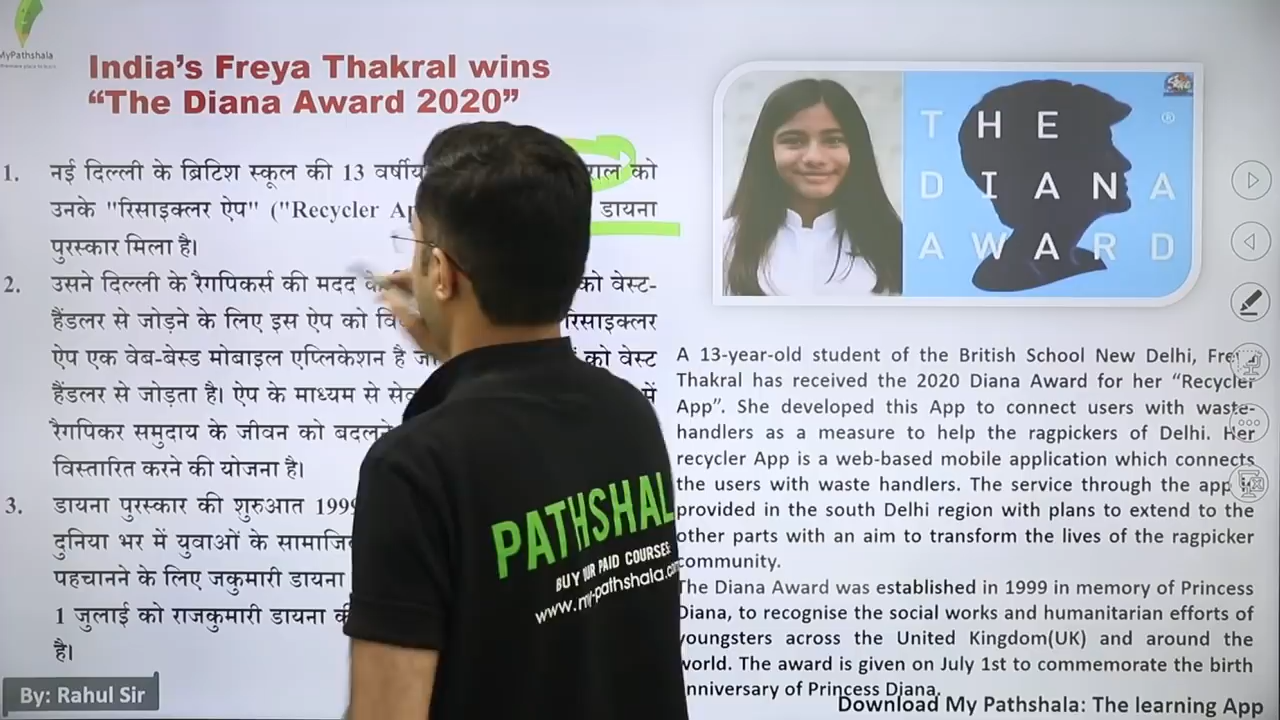 MyPathshala
India's Freya Thakral wins
"The Diana Award 2020"
1. नई दिल्ली के ब्रिटिश स्कूल की 13 वर्षीय को
उनके "रिसाइक्लर ऐप" ("Recycler डायना
पुरस्कार मिला है।
2. उसने दिल्ली के रैगपिकर्स की मदद को वेस्ट-
हैंडलर से जोड़ने के लिए इस ऐप को रिसाइक्लर
ऐप एक वेब-बेस्ड मोबाइल एप्लिकेशन है को वेस्ट
हैंडलर से जोड़ता है। ऐप के माध्यम से में
रैगपिकर समुदाय के जीवन को
विस्तारित करने की योजना है।
3. डायना पुरस्कार की शुरुआत 1999
दुनिया भर में युवाओं के
पहचानने के लिए जकुमारी डायना
1 जुलाई को राजकुमारी डायना
है।
By: Rahul Sir
THE
DIANA
AWARD
®
A 13-year-old student of the British School New Delhi,
Thakral has received the 2020 Diana Award for her "Recycler
App". She developed this App to connect users with waste-
handlers as a measure to help the ragpickers of Delhi. Her
recycler App is a web-based mobile application which connects
the users with waste handlers. The service through the app
provided in the south Delhi region with plans to extend to the
other parts with an aim to transform the lives of the ragpicker
community.
The Diana Award was established in 1999 in memory of Princess
Diana, to recognise the social works and humanitarian efforts of
youngsters across the United Kingdom(UK) and around the
world. The award is given on July 1st to commemorate the birth
anniversary of Princess Diana.
Download My Pathshala: The learning App
PATHSHAL
BUY YOUR PAID COURSES
www.my-pathshala.com